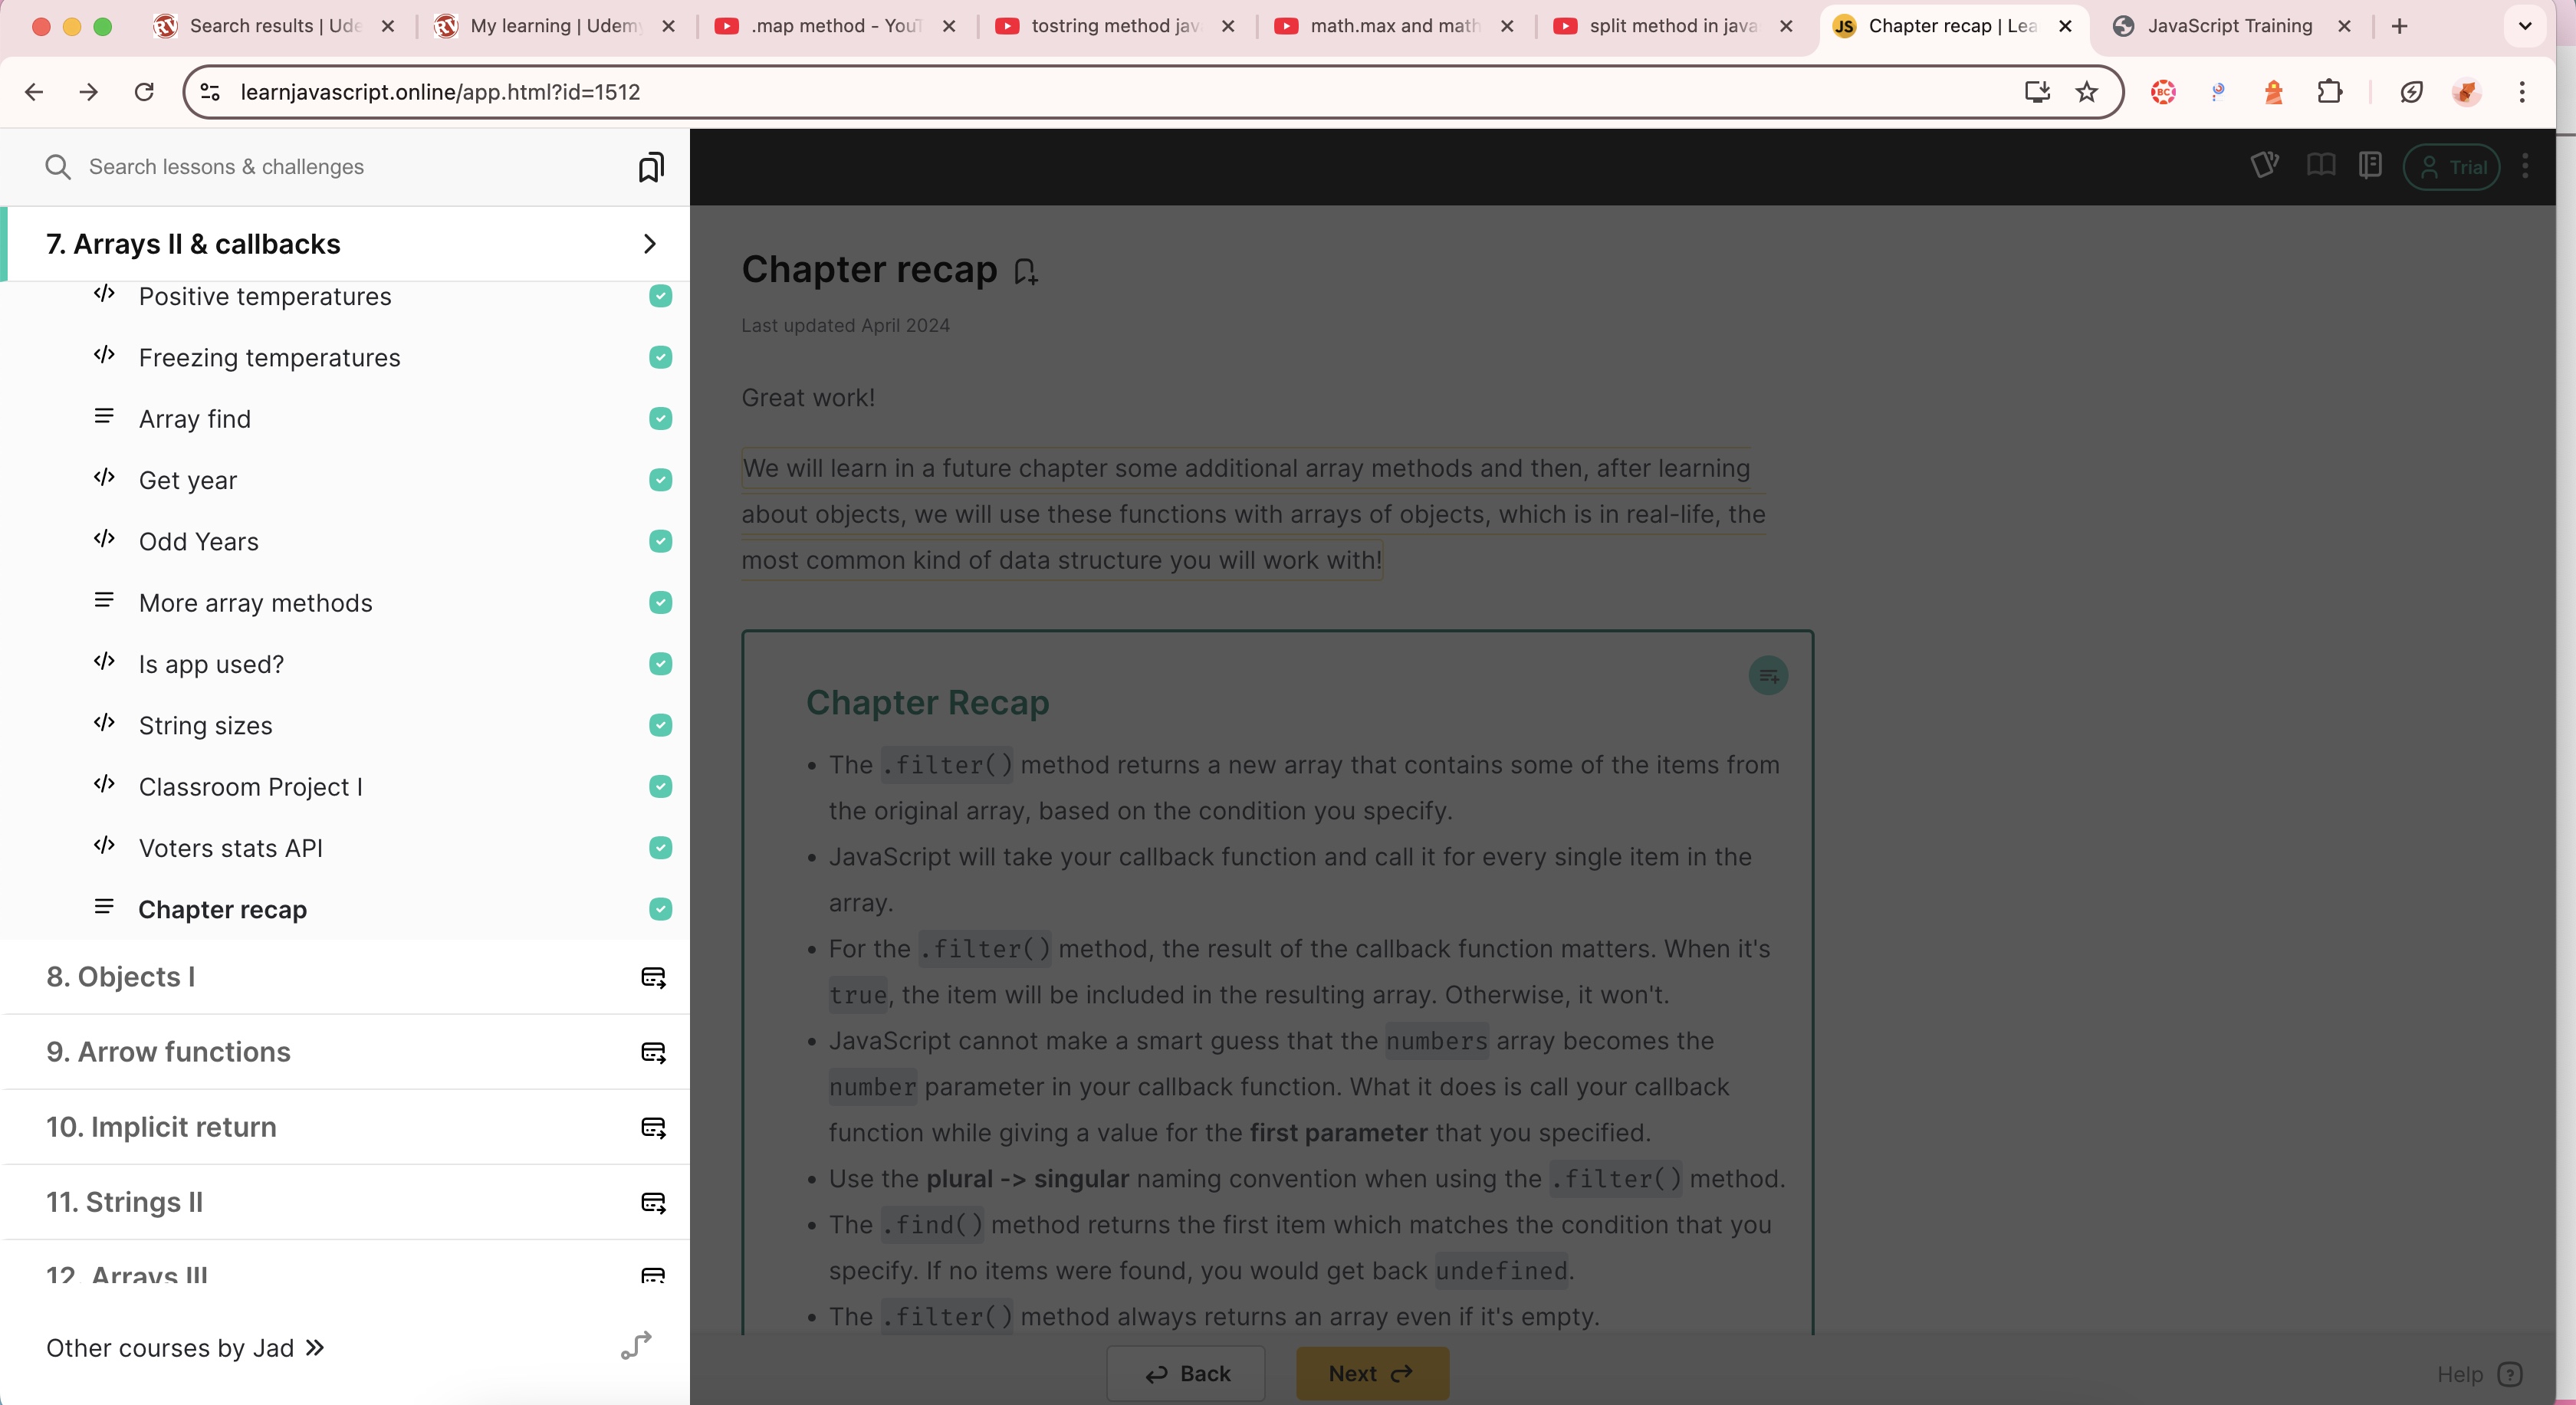 Search results | Ude
My learning | Udem
.map method - YouT
tostring method jav
math.max and math
split method in java
JS
Chapter recap | Lea
JavaScript Training
learnjavascript.online/app.html?id=1512
BC
Search lessons & challenges
Trial
7. Arrays II & callbacks
Positive temperatures
Freezing temperatures
Array find
Get year
Odd Years
More array methods
Is app used?
String sizes
Classroom Project I
Voters stats API
Chapter recap
8. Objects I
9. Arrow functions
10. Implicit return
11. Strings II
12. Arrays III
Other courses by Jad
Chapter recap
Last updated April 2024
Great work!
We will learn in a future chapter some additional array methods and then, after learning
about objects, we will use these functions with arrays of objects, which is in real-life, the
most common kind of data structure you will work with!
Chapter Recap
• The .filter() method returns a new array that contains some of the items from
the original array, based on the condition you specify.
• JavaScript will take your callback function and call it for every single item in the
array.
• For the .filter() method, the result of the callback function matters. When it's
true, the item will be included in the resulting array. Otherwise, it won't.
• JavaScript cannot make a smart guess that the numbers array becomes the
number parameter in your callback function. What it does is call your callback
function while giving a value for the first parameter that you specified.
• Use the plural -> singular naming convention when using the .filter() method.
• The .find() method returns the first item which matches the condition that you
specify. If no items were found, you would get back undefined.
• The .filter() method always returns an array even if it's empty.
Back
Next
Help